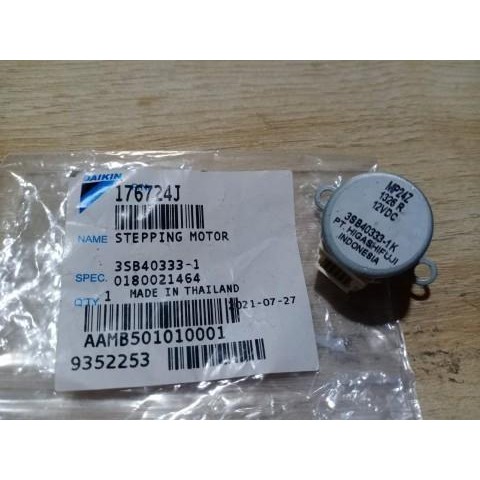 DAIKIN
176724J
NAME STEPPING MOTOR
3SB40333-1
SPEC. 0180021464
QTY. 1 MADE IN THAILAND
2021-07-27
AAMB501010001
9352253
MP24Z
1326 R
12VDC
3SB40333-1K
PT. HIGASHIFUJI
INDONESIA